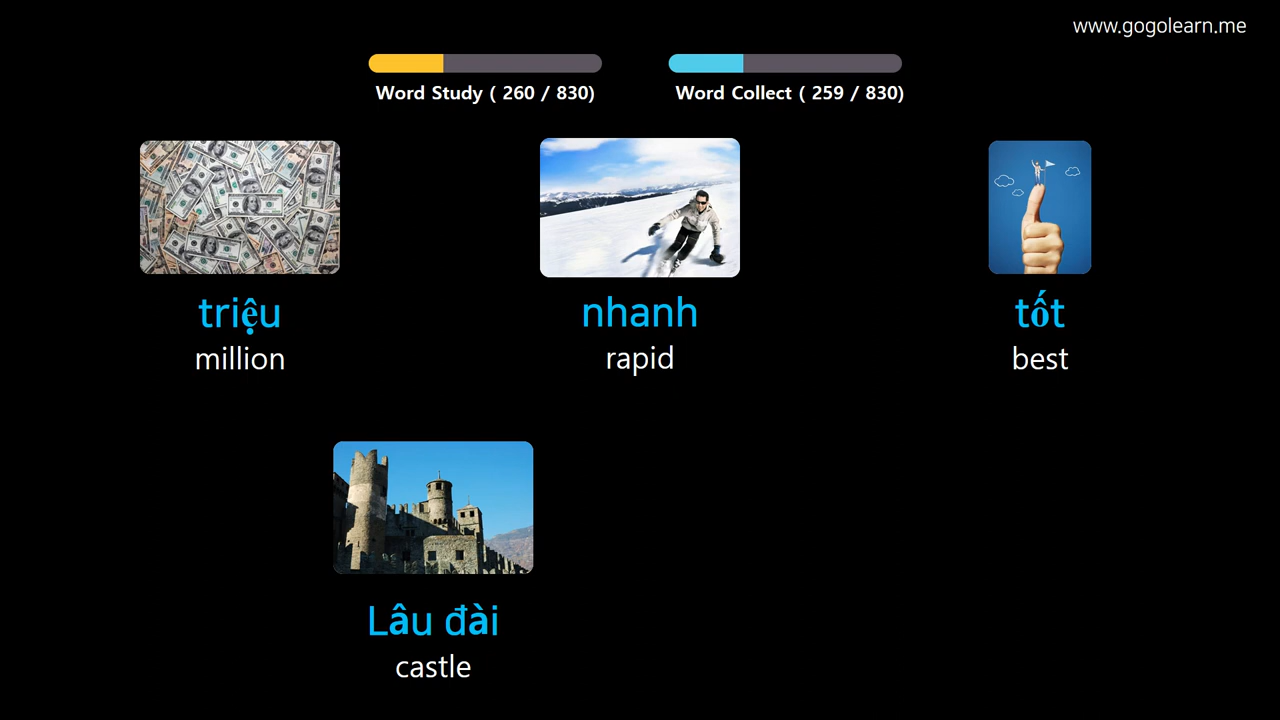 www.gogolearn.me
Word Study ( 260 / 830)
Word Collect ( 259 / 830)
triệu
million
nhanh
rapid
tốt
best
Lâu đài
castle